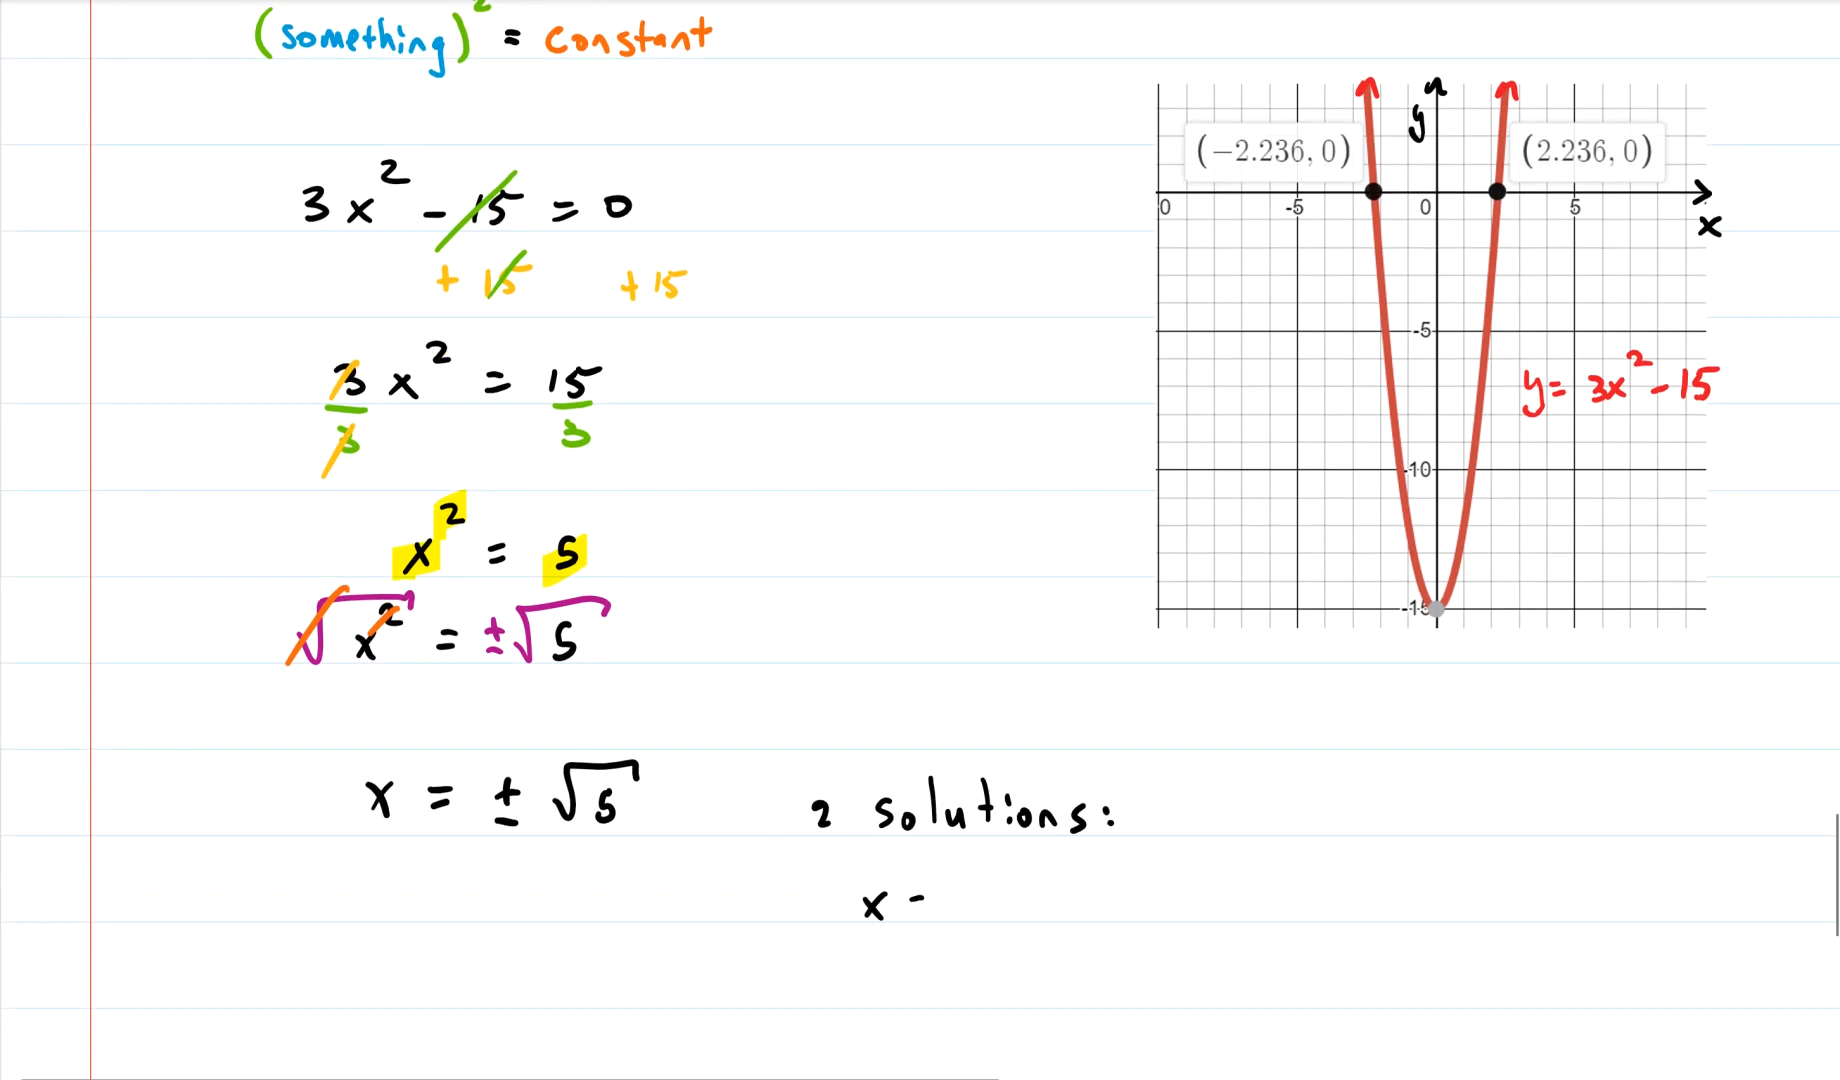 (something)² = constant
3x² - 15 = 0
+ 15 + 15
3x² = 15
3 3
x² = 5
√x² = ±√5
x = ± √5
2 solutions:
x -
y
(-2.236, 0)
(2.236, 0)
0 -5 0 5
x
-5
y = 3x² - 15
-10
-15